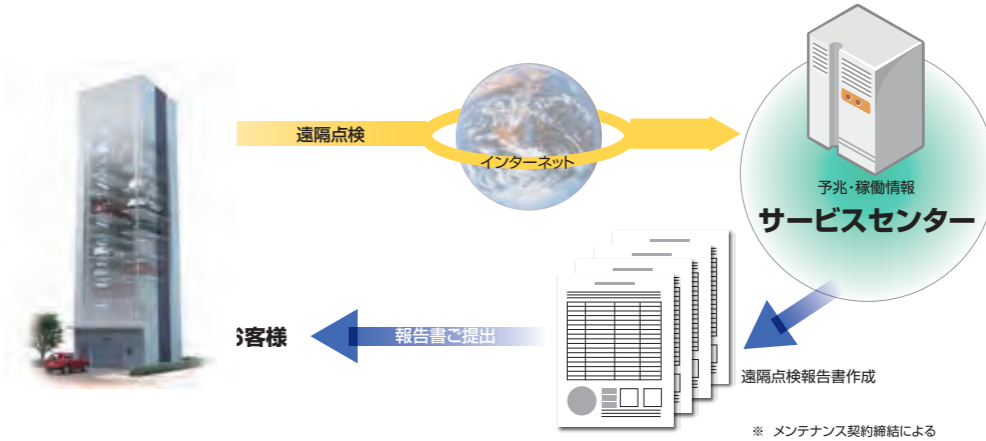 遠隔点検
インターネット
予兆・稼働情報
サービスセンター
お客様
報告書ご提出
遠隔点検報告書作成
※ メンテナンス契約締結による